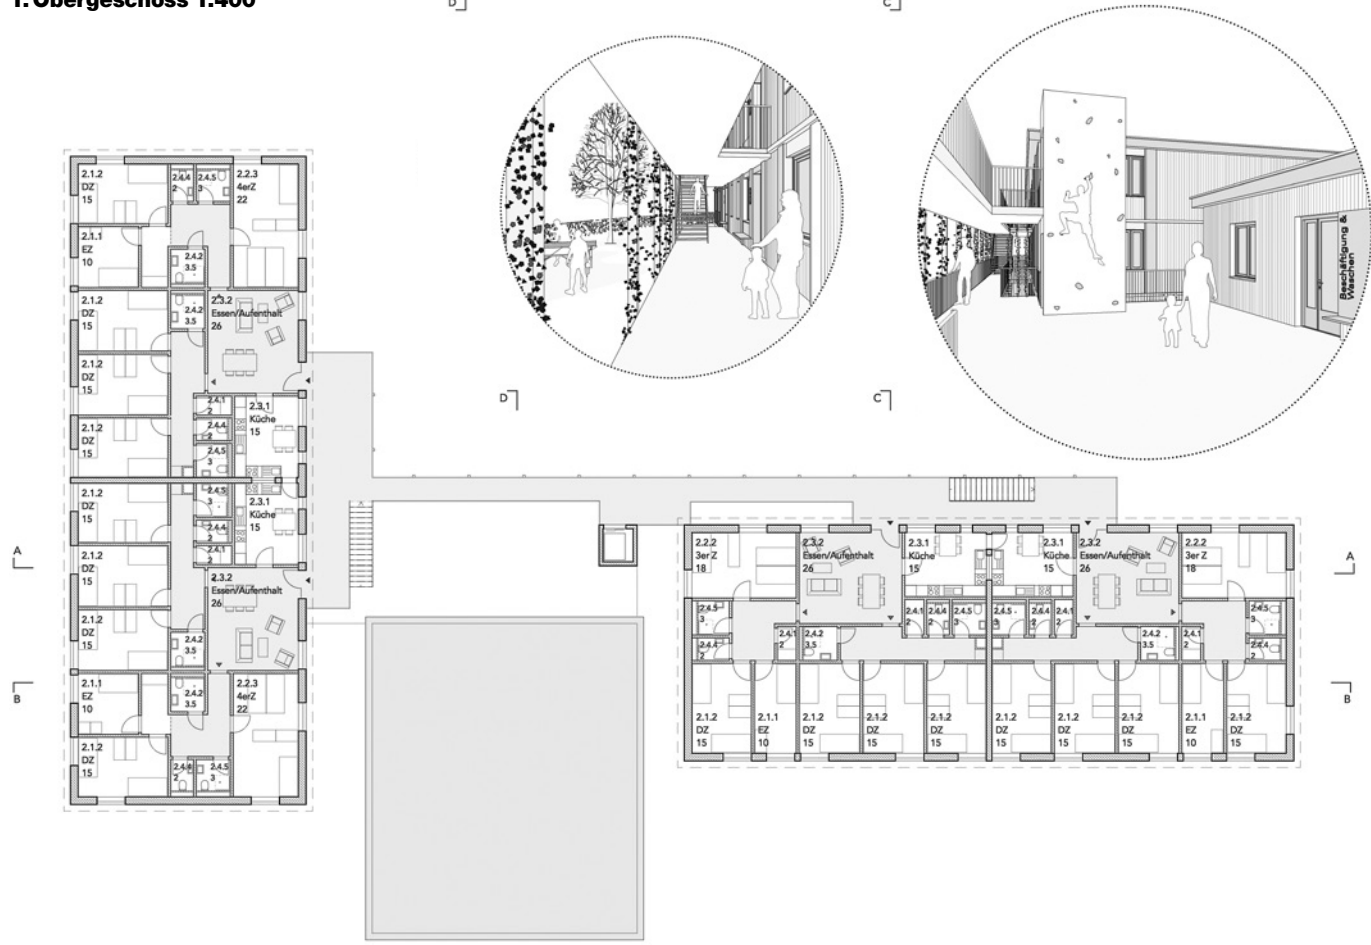 1. Obergeschoss 1:400
D
C
Beschäftigung &
Waschen
D
C
A
B
A
B
2.1.2
DZ
15
2.4.4
2
2.4.5
3
2.2.3
4erZ
22
2.1.1
EZ
10
2.4.2
3.5
2.1.2
DZ
15
2.4.2
3.5
2.3.2
Essen/Aufenthalt
26
2.1.2
DZ
15
2.4.1
2
2.3.1
Küche
15
2.1.2
DZ
15
2.4.4
2
2.4.5
3
2.1.2
DZ
15
2.4.5
3
2.3.1
Küche
15
2.4.4
2
2.4.1
2
2.1.2
DZ
15
2.3.2
Essen/Aufenthalt
26
2.1.2
DZ
15
2.4.2
3.5
2.1.1
EZ
10
2.4.2
3.5
2.2.3
4erZ
22
2.1.2
DZ
15
2.4.4
2
2.4.5
3
2.2.2
3er Z
18
2.3.2
Essen/Aufenthalt
26
2.3.1
Küche
15
2.3.1
Küche
15
2.3.2
Essen/Aufenthalt
26
2.2.2
3er Z
18
2.4.5
3
2.4.4
2
2.4.1
2
2.4.2
3.5
2.4.1
2
2.4.4
2
2.4.5
3
2.4.5
3
2.4.4
2
2.4.1
2
2.4.2
3.5
2.4.1
2
2.4.5
3
2.4.4
2
2.1.2
DZ
15
2.1.1
EZ
10
2.1.2
DZ
15
2.1.2
DZ
15
2.1.2
DZ
15
2.1.2
DZ
15
2.1.2
DZ
15
2.1.2
DZ
15
2.1.1
EZ
10
2.1.2
DZ
15